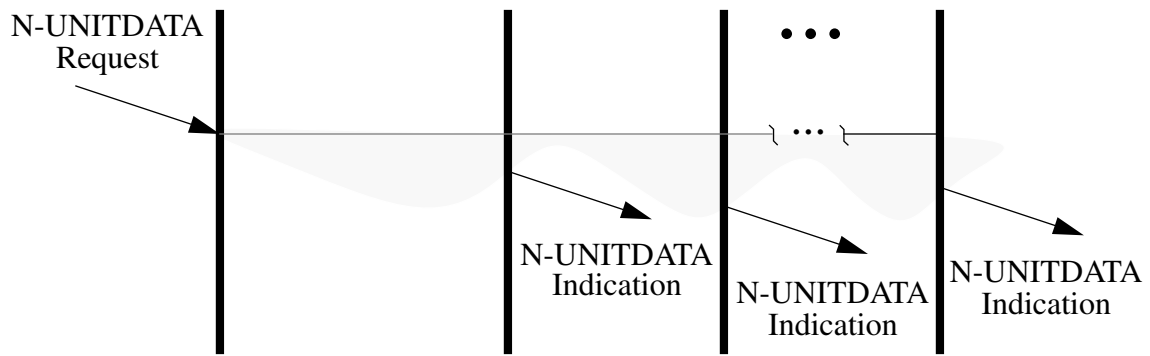 N-UNITDATA
Request
• • •
•••
N-UNITDATA
Indication
N-UNITDATA
Indication
N-UNITDATA
Indication